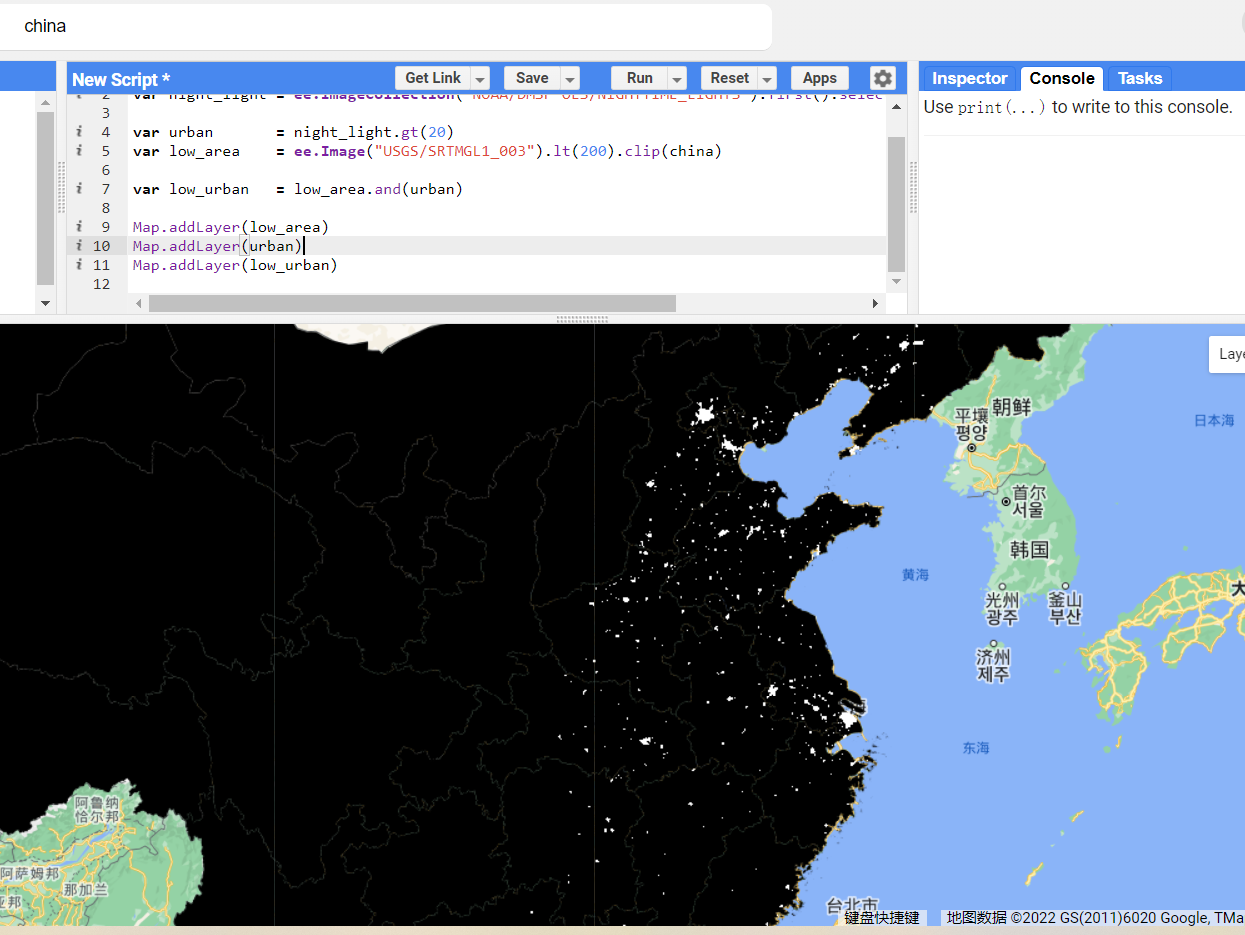 china
New Script *
Get Link
Save
Run
Reset
Apps
Inspector
Console
Tasks
Use print(...) to write to this console.
i 2 var night_light = ee.ImageCollection("NOAA/DMSP-OLS/NIGHTTIME_LIGHTS").first().selec
3
i 4 var urban = night_light.gt(20)
i 5 var low_area = ee.Image("USGS/SRTMGL1_003").lt(200).clip(china)
6
i 7 var low_urban = low_area.and(urban)
8
i 9 Map.addLayer(low_area)
i 10 Map.addLayer(urban)
i 11 Map.addLayer(low_urban)
12
Laye
朝鲜
平壤
평양
日本海
首尔
서울
韩国
黄海
大
光州
광주
釜山
부산
济州
제주
东海
阿鲁纳
恰尔邦
阿萨姆邦
那加兰
亚邦
台北市
键盘快捷键
地图数据 ©2022 GS(2011)6020 Google, TMa